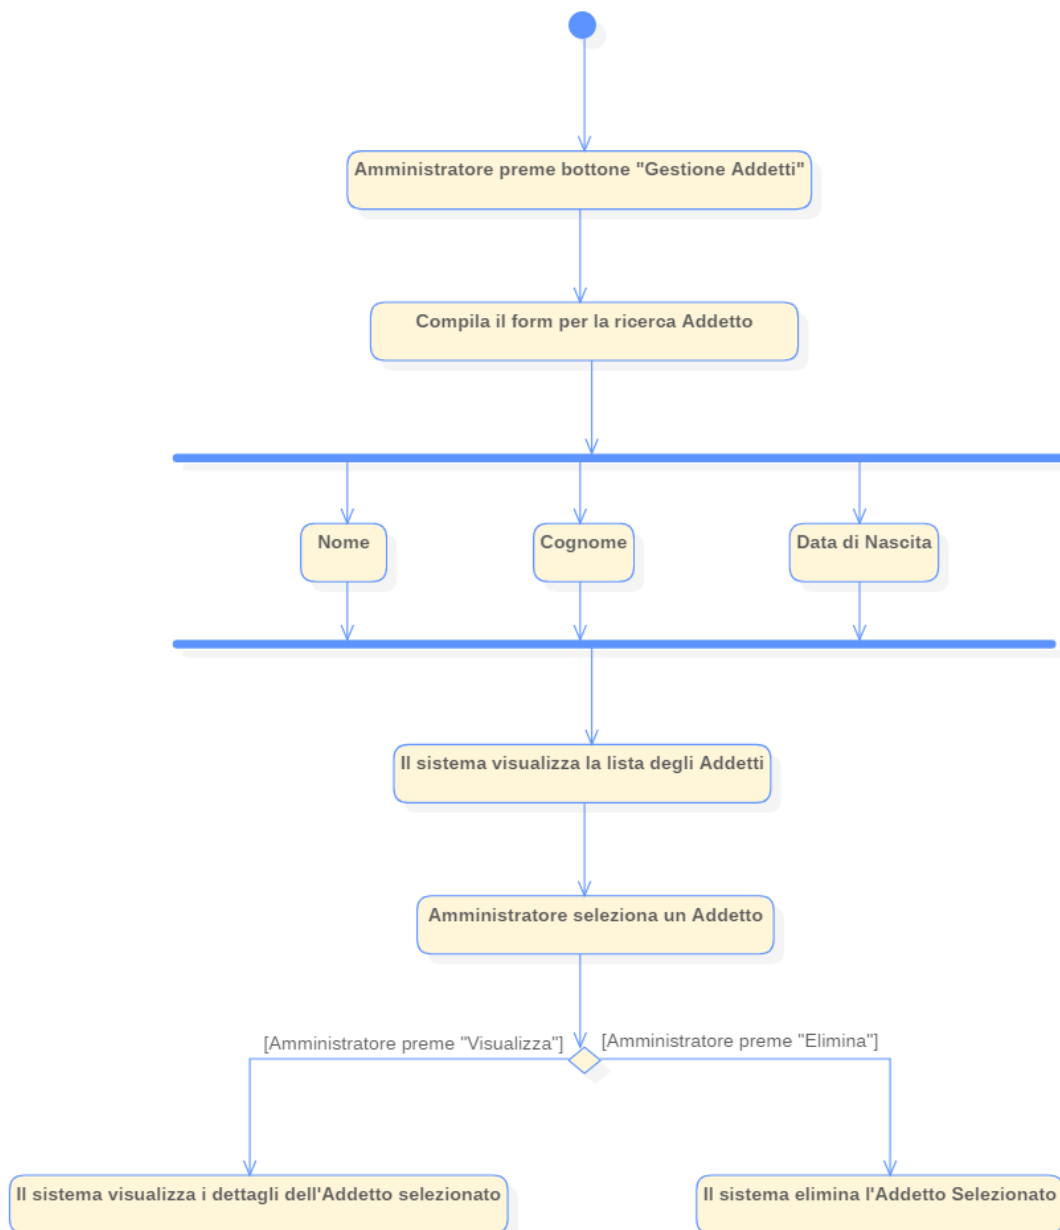 Amministratore preme bottone "Gestione Addetti"
Compila il form per la ricerca Addetto
Nome
Cognome
Data di Nascita
Il sistema visualizza la lista degli Addetti
Amministratore seleziona un Addetto
[Amministratore preme "Visualizza"]
[Amministratore preme "Elimina"]
Il sistema visualizza i dettagli dell'Addetto selezionato
Il sistema elimina l'Addetto Selezionato